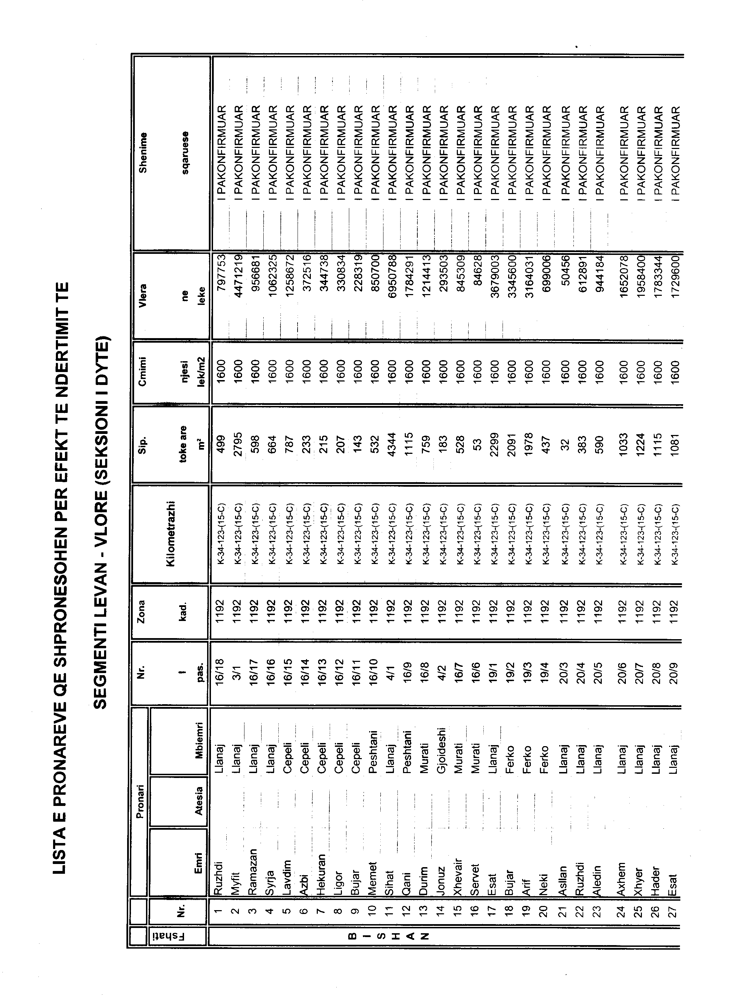 LISTA E PRONAREVE QE SHPRONESOHEN PER EFEKT TE NDERTIMIT TE
SEGMENTI LEVAN - VLORE (SEKSIONI I DYTE)
Pronari Nr. Zona Sip. Cmimi Vlera Shenime
Fshati Nr. Emri Atesia Mbiemri I pas. kad. Kilometrazhi toke are m² njesi lek/m2 ne leke sqaruese
BISHAN
1 Ruzhdi Llanaj 16/18 1192 K-34-123-(15-C) 499 1600 797753 I PAKONFIRMUAR
2 Myfit Llanaj 3/1 1192 K-34-123-(15-C) 2795 1600 4471219 I PAKONFIRMUAR
3 Ramazan Llanaj 16/17 1192 K-34-123-(15-C) 598 1600 956681 I PAKONFIRMUAR
4 Syrja Llanaj 16/16 1192 K-34-123-(15-C) 664 1600 1062325 I PAKONFIRMUAR
5 Lavdim Cepeli 16/15 1192 K-34-123-(15-C) 787 1600 1258672 I PAKONFIRMUAR
6 Azbi Cepeli 16/14 1192 K-34-123-(15-C) 233 1600 372516 I PAKONFIRMUAR
7 Hekuran Cepeli 16/13 1192 K-34-123-(15-C) 215 1600 344738 I PAKONFIRMUAR
8 Ligor Cepeli 16/12 1192 K-34-123-(15-C) 207 1600 330834 I PAKONFIRMUAR
9 Bujar Cepeli 16/11 1192 K-34-123-(15-C) 143 1600 228319 I PAKONFIRMUAR
10 Memet Peshtani 16/10 1192 K-34-123-(15-C) 532 1600 850700 I PAKONFIRMUAR
11 Sihat Llanaj 4/1 1192 K-34-123-(15-C) 4344 1600 6950788 I PAKONFIRMUAR
12 Qani Peshtani 16/9 1192 K-34-123-(15-C) 1115 1600 1784291 I PAKONFIRMUAR
13 Durim Murati 16/8 1192 K-34-123-(15-C) 759 1600 1214413 I PAKONFIRMUAR
14 Jonuz Gjoideshi 4/2 1192 K-34-123-(15-C) 183 1600 293503 I PAKONFIRMUAR
15 Xhevair Murati 16/7 1192 K-34-123-(15-C) 528 1600 845309 I PAKONFIRMUAR
16 Servet Murati 16/6 1192 K-34-123-(15-C) 53 1600 84628 I PAKONFIRMUAR
17 Esat Llanaj 19/1 1192 K-34-123-(15-C) 2299 1600 3679003 I PAKONFIRMUAR
18 Bujar Ferko 19/2 1192 K-34-123-(15-C) 2091 1600 3345600 I PAKONFIRMUAR
19 Arif Ferko 19/3 1192 K-34-123-(15-C) 1978 1600 3164031 I PAKONFIRMUAR
20 Neki Ferko 19/4 1192 K-34-123-(15-C) 437 1600 699006 I PAKONFIRMUAR
21 Asllan Llanaj 20/3 1192 K-34-123-(15-C) 32 1600 50456 I PAKONFIRMUAR
22 Ruzhdi Llanaj 20/4 1192 K-34-123-(15-C) 383 1600 612891 I PAKONFIRMUAR
23 Aledin Llanaj 20/5 1192 K-34-123-(15-C) 590 1600 944184 I PAKONFIRMUAR
24 Axhem Llanaj 20/6 1192 K-34-123-(15-C) 1033 1600 1652078 I PAKONFIRMUAR
25 Xhyer Llanaj 20/7 1192 K-34-123-(15-C) 1224 1600 1958400 I PAKONFIRMUAR
26 Hader Llanaj 20/8 1192 K-34-123-(15-C) 1115 1600 1783344 I PAKONFIRMUAR
27 Esat Llanaj 20/9 1192 K-34-123-(15-C) 1081 1600 1729600 I PAKONFIRMUAR